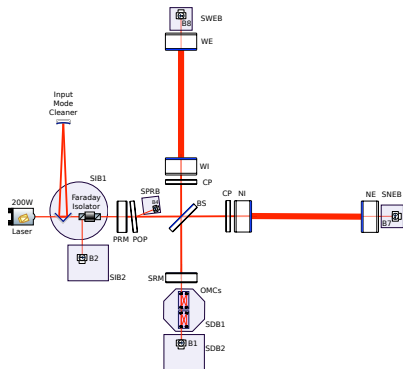 B8
SWEB
WE
Input
Mode
Cleaner
WI
SIB1
CP
SPRB
CP
NI
NE
SNEB
Faraday
Isolator
B4
BS
200W
B7
Laser
PRM
POP
B2
SIB2
SRM
OMCs
SDB1
B1
SDB2